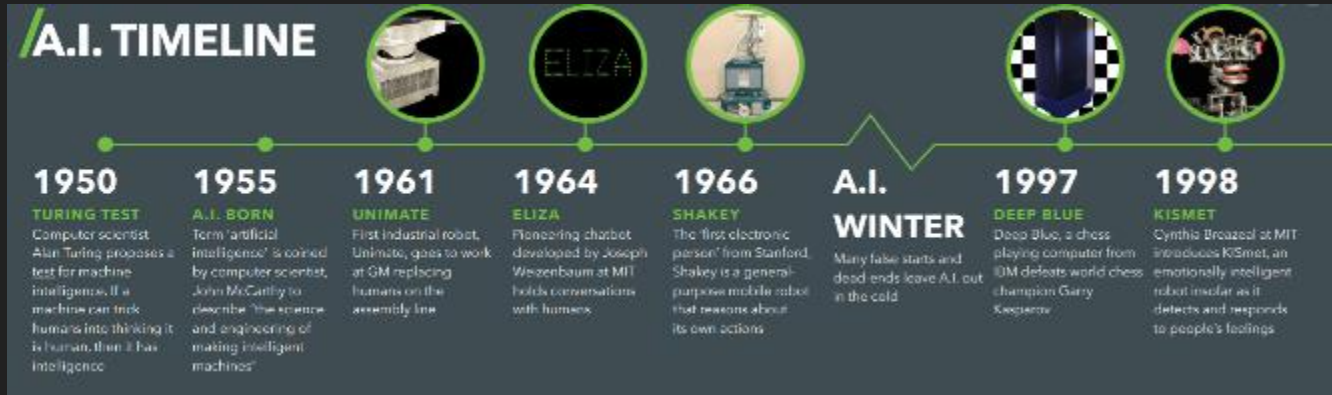 A.I. TIMELINE
ELIZA
1950
TURING TEST
Computer scientist
Alan Turing proposes a
test for machine
intelligence. If a
machine can trick
humans into thinking it
is human, then it has
intelligence
1955
A.I. BORN
Term 'artificial
intelligence' is coined
by computer scientist,
John McCarthy to
describe "the science
and engineering of
making intelligent
machines"
1961
UNIMATE
First industrial robot,
Unimate, goes to work
at GM replacing
humans on the
assembly line
1964
ELIZA
Pioneering chatbot
developed by Joseph
Weizenbaum at MIT
holds conversations
with humans
1966
SHAKEY
The 'first electronic
person' from Stanford,
Shakey is a general-
purpose mobile robot
that reasons about
its own actions
A.I.
WINTER
Many false starts and
dead ends leave A.I. out
in the cold
1997
DEEP BLUE
Deep Blue, a chess
playing computer from
IBM defeats world chess
champion Garry
Kasparov
1998
KISMET
Cynthia Breazeal at MIT
introduces KISmet, an
emotionally intelligent
robot insofar as it
detects and responds
to people's feelings